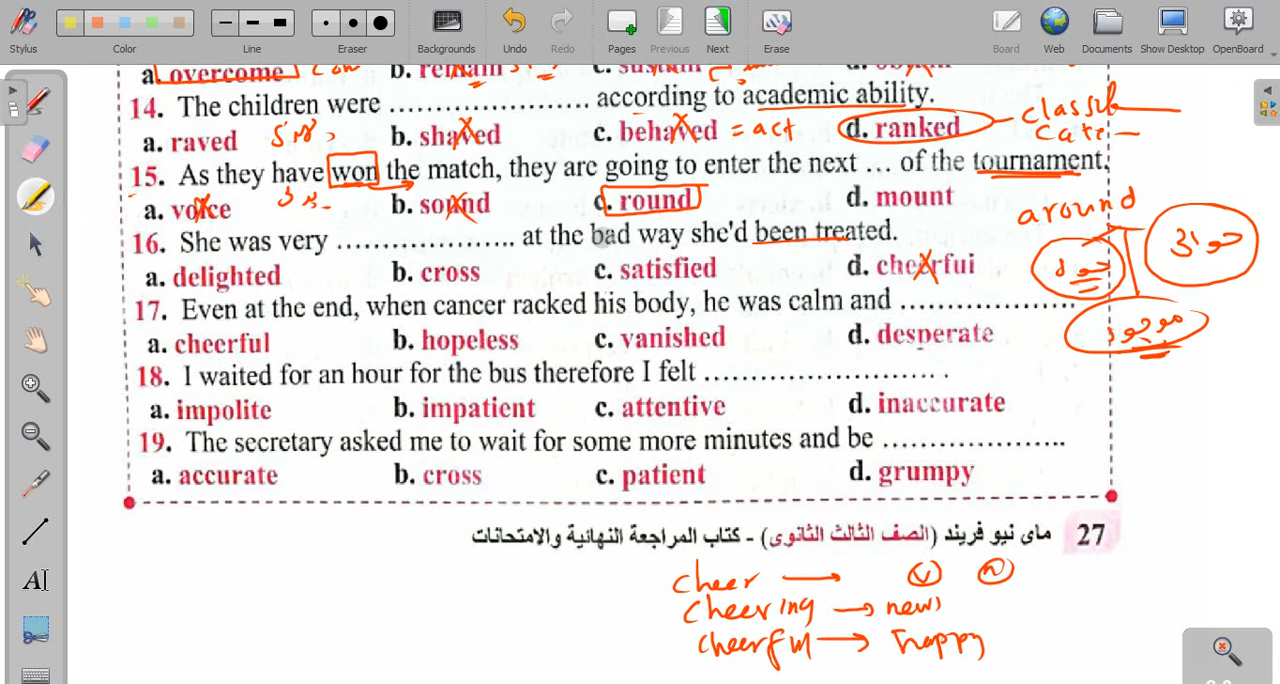 Stylus Color Line Eraser Backgrounds Undo Redo Pages Previous Next Erase Board Web Documents Show Desktop OpenBoard
a. overcome b. remain c. sustain
14. The children were ........................ according to academic ability.
a. raved b. shaved c. behaved = act d. ranked
15. As they have won the match, they are going to enter the next ... of the tournament.
a. voice b. sound c. round d. mount
around
16. She was very ..................... at the bad way she'd been treated.
a. delighted b. cross c. satisfied d. cheerful
17. Even at the end, when cancer racked his body, he was calm and ....................
a. cheerful b. hopeless c. vanished d. desperate
موجود
18. I waited for an hour for the bus therefore I felt ............................ .
a. impolite b. impatient c. attentive d. inaccurate
19. The secretary asked me to wait for some more minutes and be .....................
a. accurate b. cross c. patient d. grumpy
27 ماى نيو فريند (الصف الثالث الثانوى) - كتاب المراجعة النهائية والامتحانات
cheer → v n
cheering → news
cheerful → happy
AI